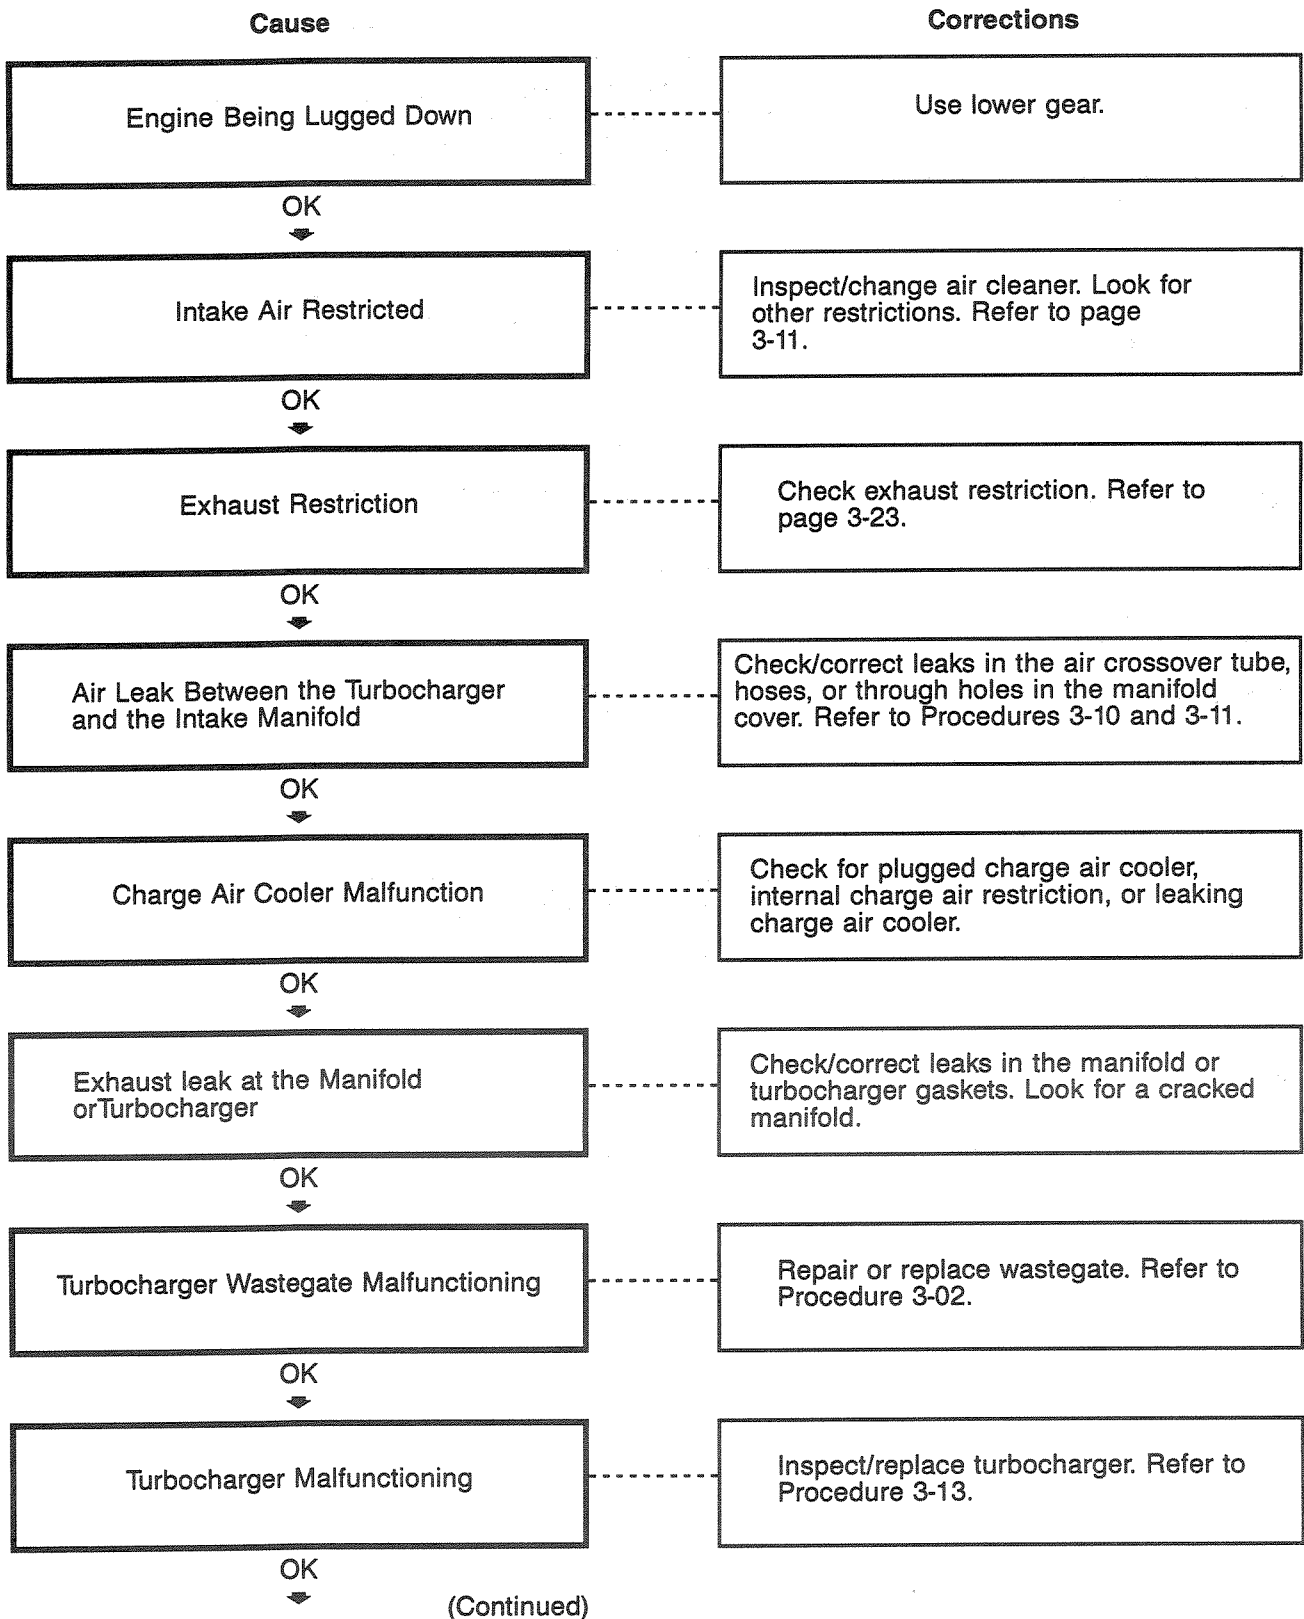 Cause
Corrections
Engine Being Lugged Down
Use lower gear.
OK
Intake Air Restricted
Inspect/change air cleaner. Look for
other restrictions. Refer to page
3-11.
OK
Exhaust Restriction
Check exhaust restriction. Refer to
page 3-23.
OK
Air Leak Between the Turbocharger
and the Intake Manifold
Check/correct leaks in the air crossover tube,
hoses, or through holes in the manifold
cover. Refer to Procedures 3-10 and 3-11.
OK
Charge Air Cooler Malfunction
Check for plugged charge air cooler,
internal charge air restriction, or leaking
charge air cooler.
OK
Exhaust leak at the Manifold
orTurbocharger
Check/correct leaks in the manifold or
turbocharger gaskets. Look for a cracked
manifold.
OK
Turbocharger Wastegate Malfunctioning
Repair or replace wastegate. Refer to
Procedure 3-02.
OK
Turbocharger Malfunctioning
Inspect/replace turbocharger. Refer to
Procedure 3-13.
OK
(Continued)